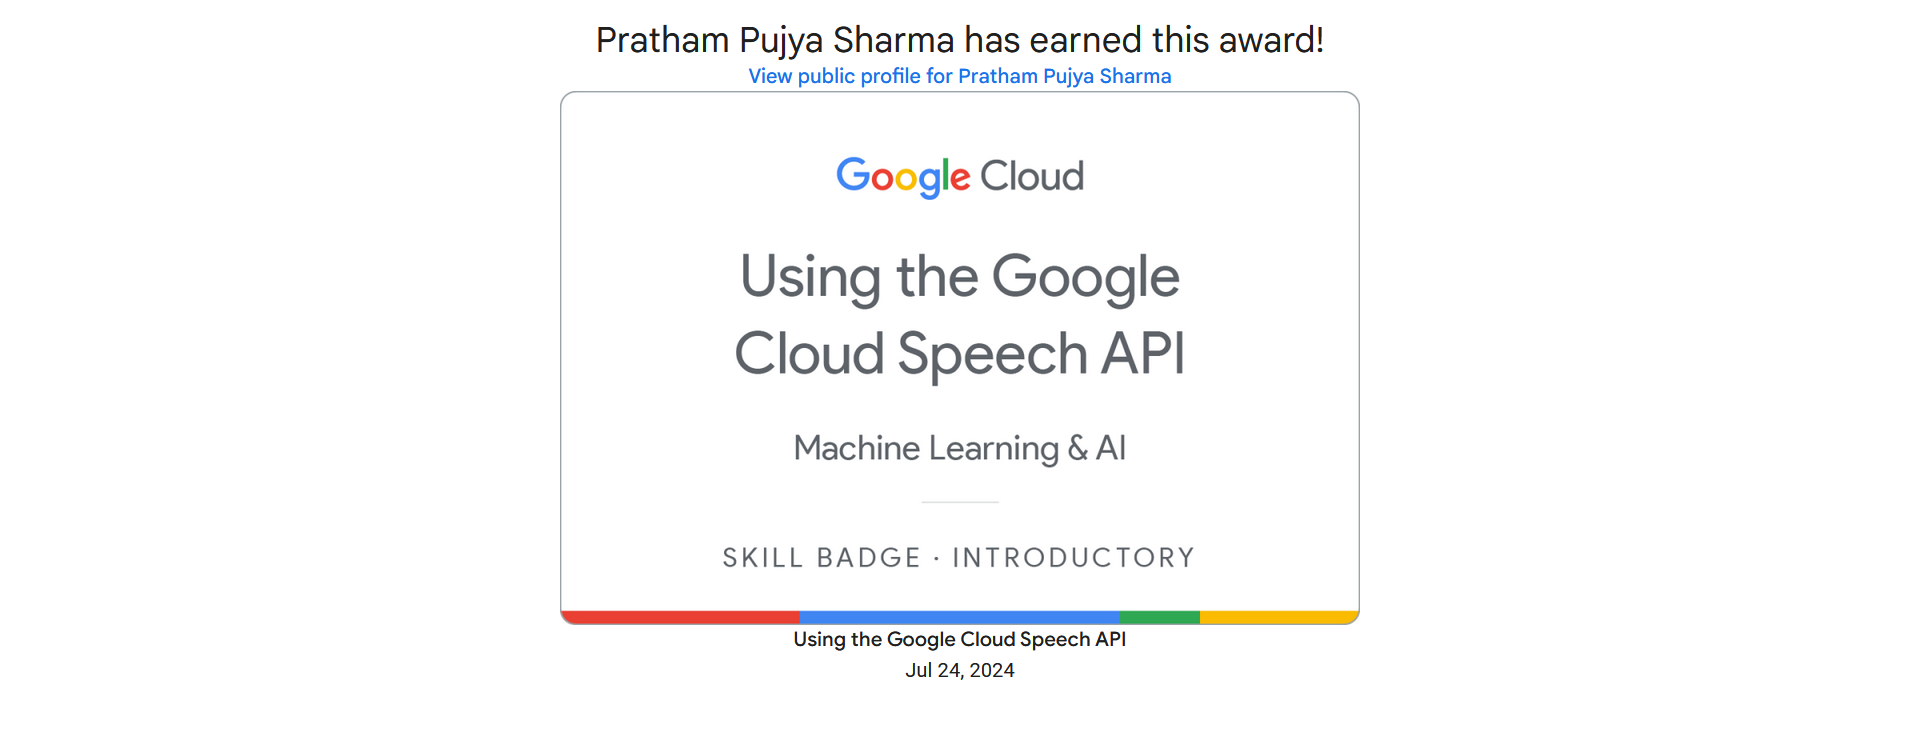 Pratham Pujya Sharma has earned this award!
View public profile for Pratham Pujya Sharma
Google Cloud
Using the Google
Cloud Speech API
Machine Learning & AI
SKILL BADGE · INTRODUCTORY
Using the Google Cloud Speech API
Jul 24, 2024